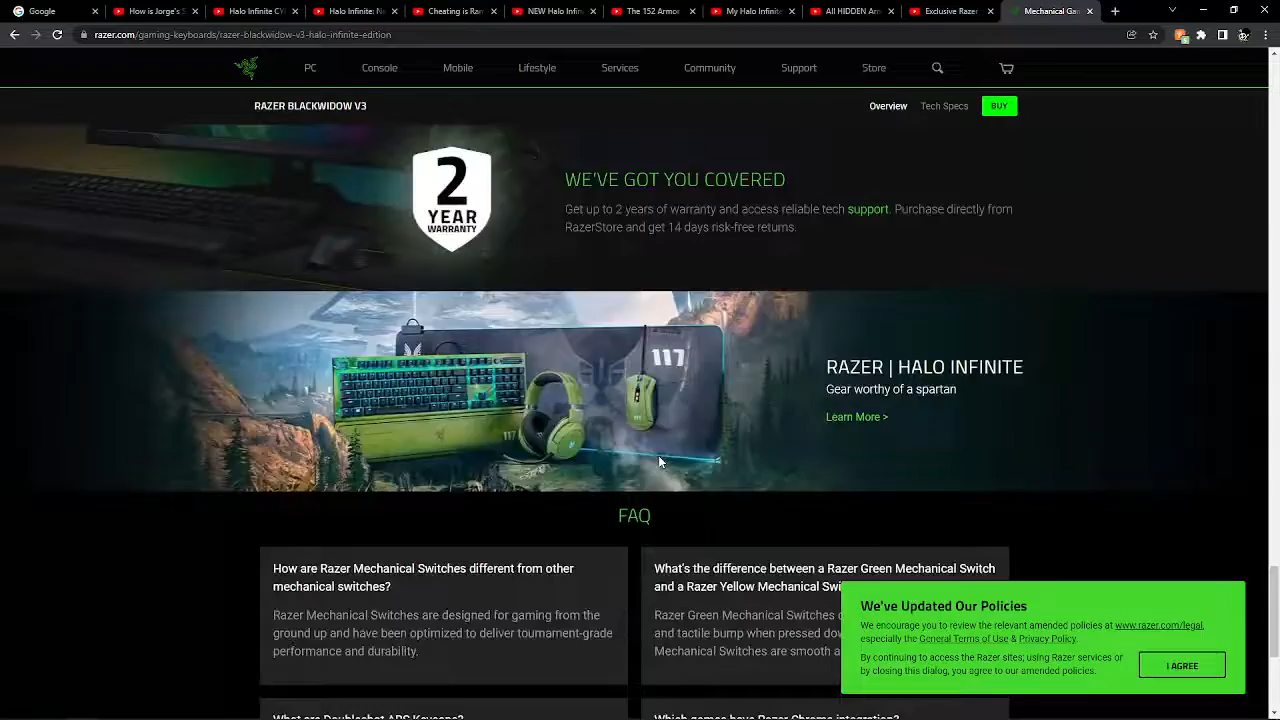 Google
How is Jorge's S
Halo Infinite CY
Halo Infinite: Ne
Cheating is Ran
NEW Halo Infin
The 152 Armor
My Halo Infinite
All HIDDEN Arm
Exclusive Razer
Mechanical Gam
razer.com/gaming-keyboards/razer-blackwidow-v3-halo-infinite-edition
PC Console Mobile Lifestyle Services Community Support Store
RAZER BLACKWIDOW V3
Overview Tech Specs BUY
2
YEAR
WARRANTY
WE'VE GOT YOU COVERED
Get up to 2 years of warranty and access reliable tech support. Purchase directly from
RazerStore and get 14 days risk-free returns.
117
117
RAZER | HALO INFINITE
Gear worthy of a spartan
Learn More >
FAQ
How are Razer Mechanical Switches different from other
mechanical switches?
Razer Mechanical Switches are designed for gaming from the
ground up and have been optimized to deliver tournament-grade
performance and durability.
What's the difference between a Razer Green Mechanical Switch
and a Razer Yellow Mechanical Swi
Razer Green Mechanical Switches
and tactile bump when pressed do
Mechanical Switches are smooth a
We've Updated Our Policies
We encourage you to review the relevant amended policies at www.razer.com/legal,
especially the General Terms of Use & Privacy Policy.
By continuing to access the Razer sites; using Razer services or
by closing this dialog, you agree to our amended policies.
I AGREE
What are Doubleshot ABS Keycaps?
Which games have Razer Chroma integration?